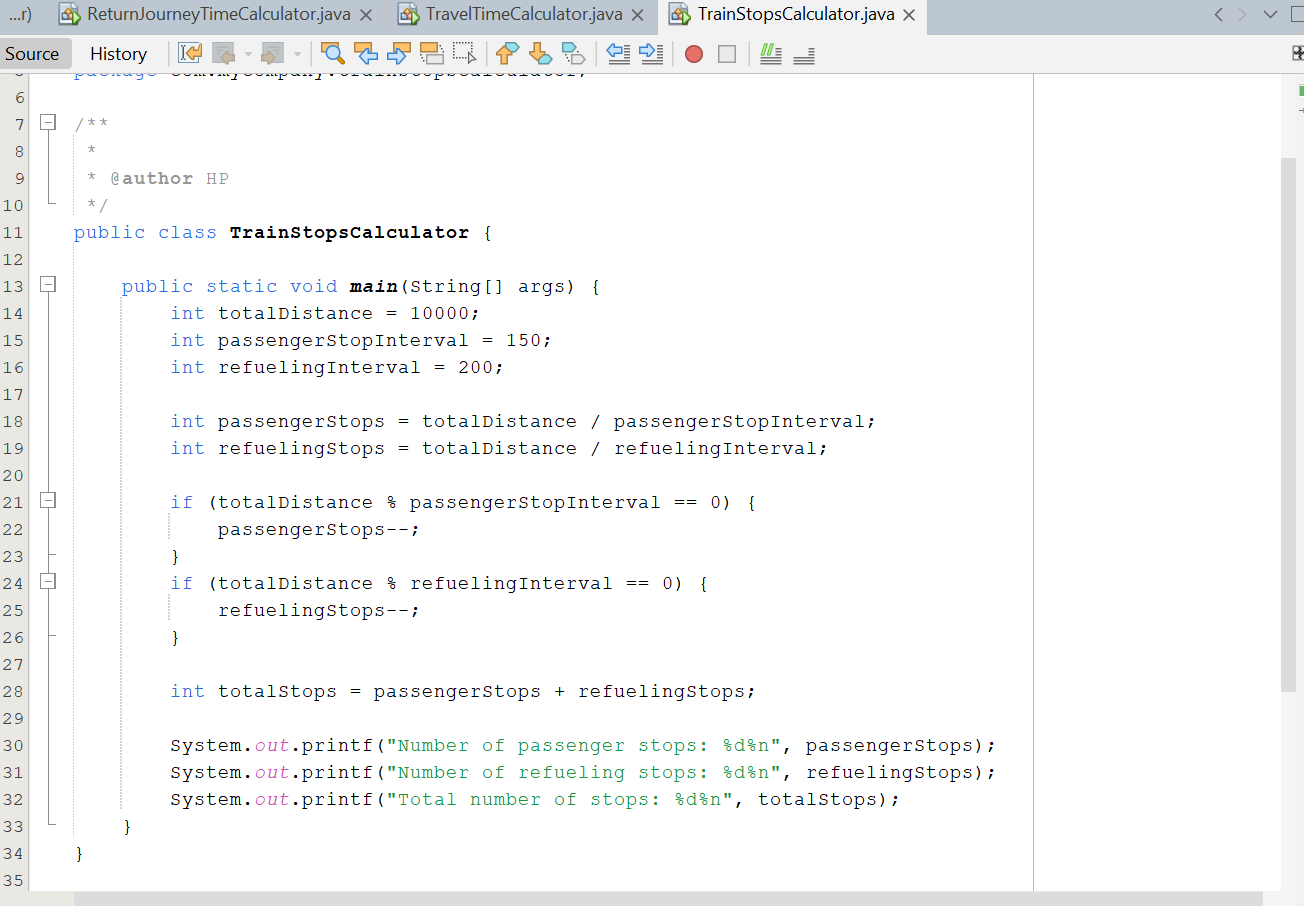 ...r) ReturnJourneyTimeCalculator.java TravelTimeCalculator.java TrainStopsCalculator.java
Source History
package com.mycompany.trainstopscalculator;
6
7 /**
8 *
9 * @author HP
10 */
11 public class TrainStopsCalculator {
12
13 public static void main(String[] args) {
14 int totalDistance = 10000;
15 int passengerStopInterval = 150;
16 int refuelingInterval = 200;
17
18 int passengerStops = totalDistance / passengerStopInterval;
19 int refuelingStops = totalDistance / refuelingInterval;
20
21 if (totalDistance % passengerStopInterval == 0) {
22 passengerStops--;
23 }
24 if (totalDistance % refuelingInterval == 0) {
25 refuelingStops--;
26 }
27
28 int totalStops = passengerStops + refuelingStops;
29
30 System.out.printf("Number of passenger stops: %d%n", passengerStops);
31 System.out.printf("Number of refueling stops: %d%n", refuelingStops);
32 System.out.printf("Total number of stops: %d%n", totalStops);
33 }
34 }
35